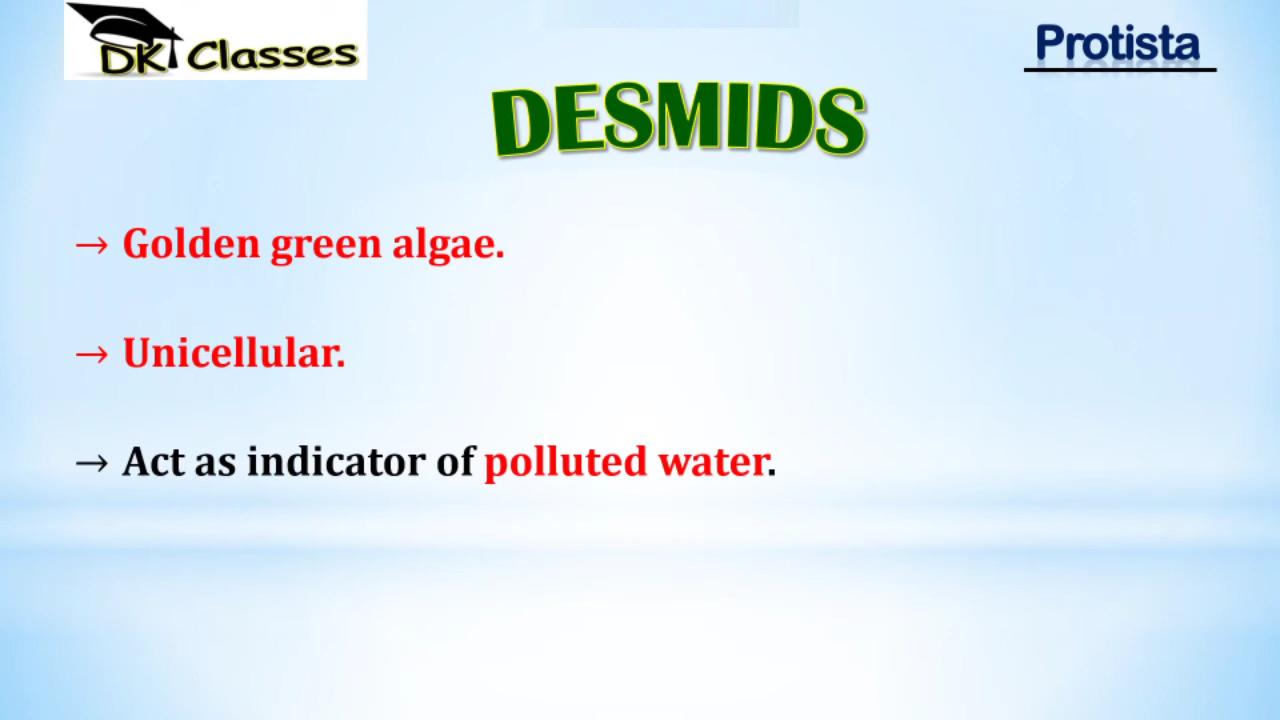 DK Classes
Protista
DESMIDS
→ Golden green algae.
→ Unicellular.
→ Act as indicator of polluted water.